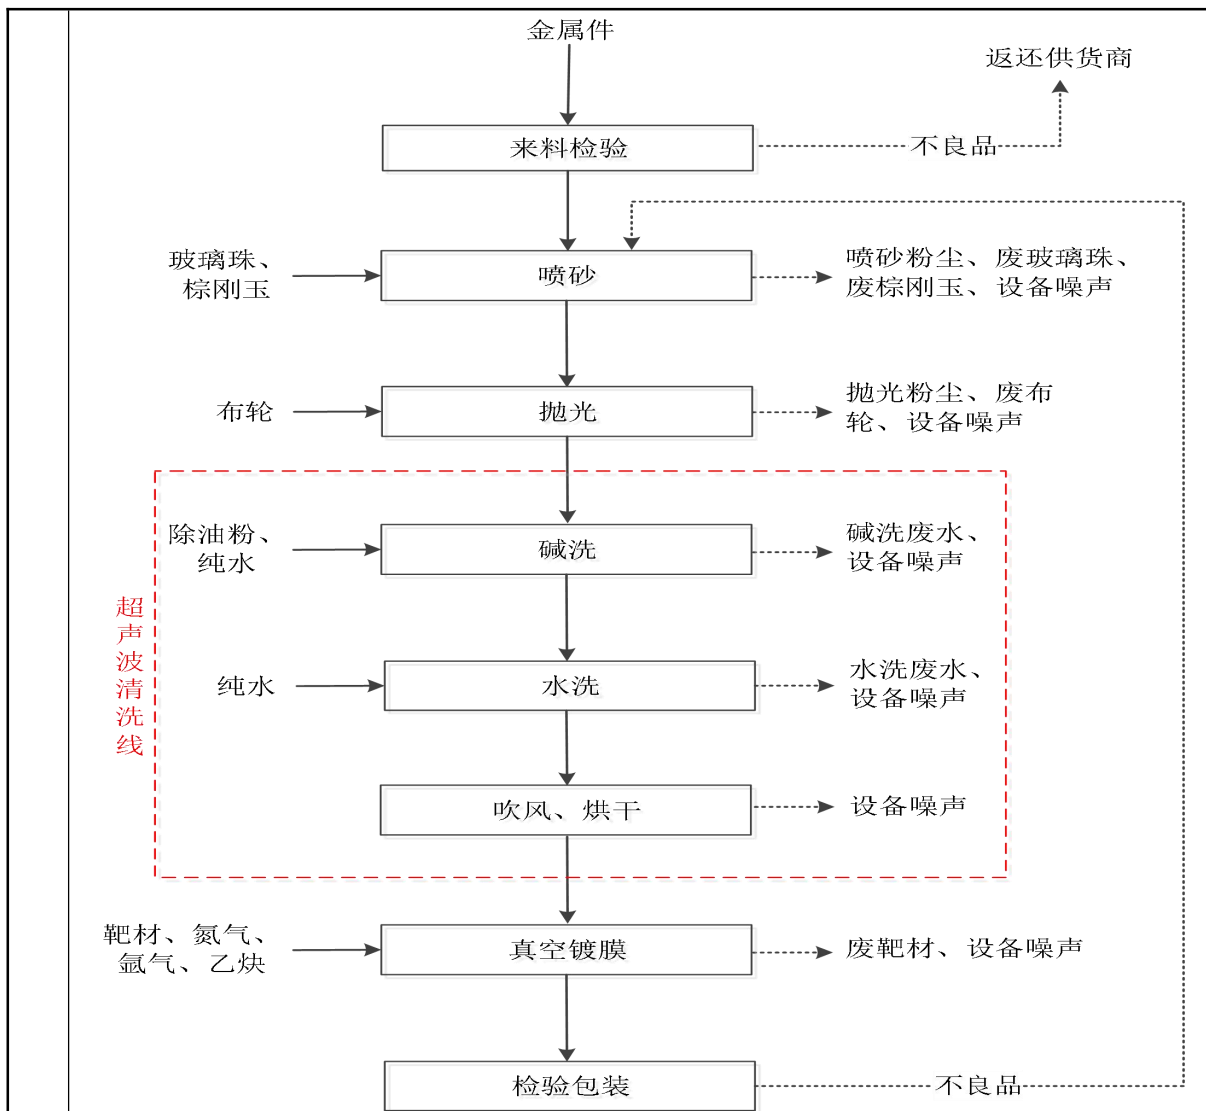 金属件
返还供货商
来料检验
不良品
玻璃珠、
棕刚玉
喷砂
喷砂粉尘、废玻璃珠、
废棕刚玉、设备噪声
布轮
抛光
抛光粉尘、废布
轮、设备噪声
超声波清洗线
除油粉、
纯水
碱洗
碱洗废水、
设备噪声
纯水
水洗
水洗废水、
设备噪声
吹风、烘干
设备噪声
靶材、氮气、
氩气、乙炔
真空镀膜
废靶材、设备噪声
检验包装
不良品